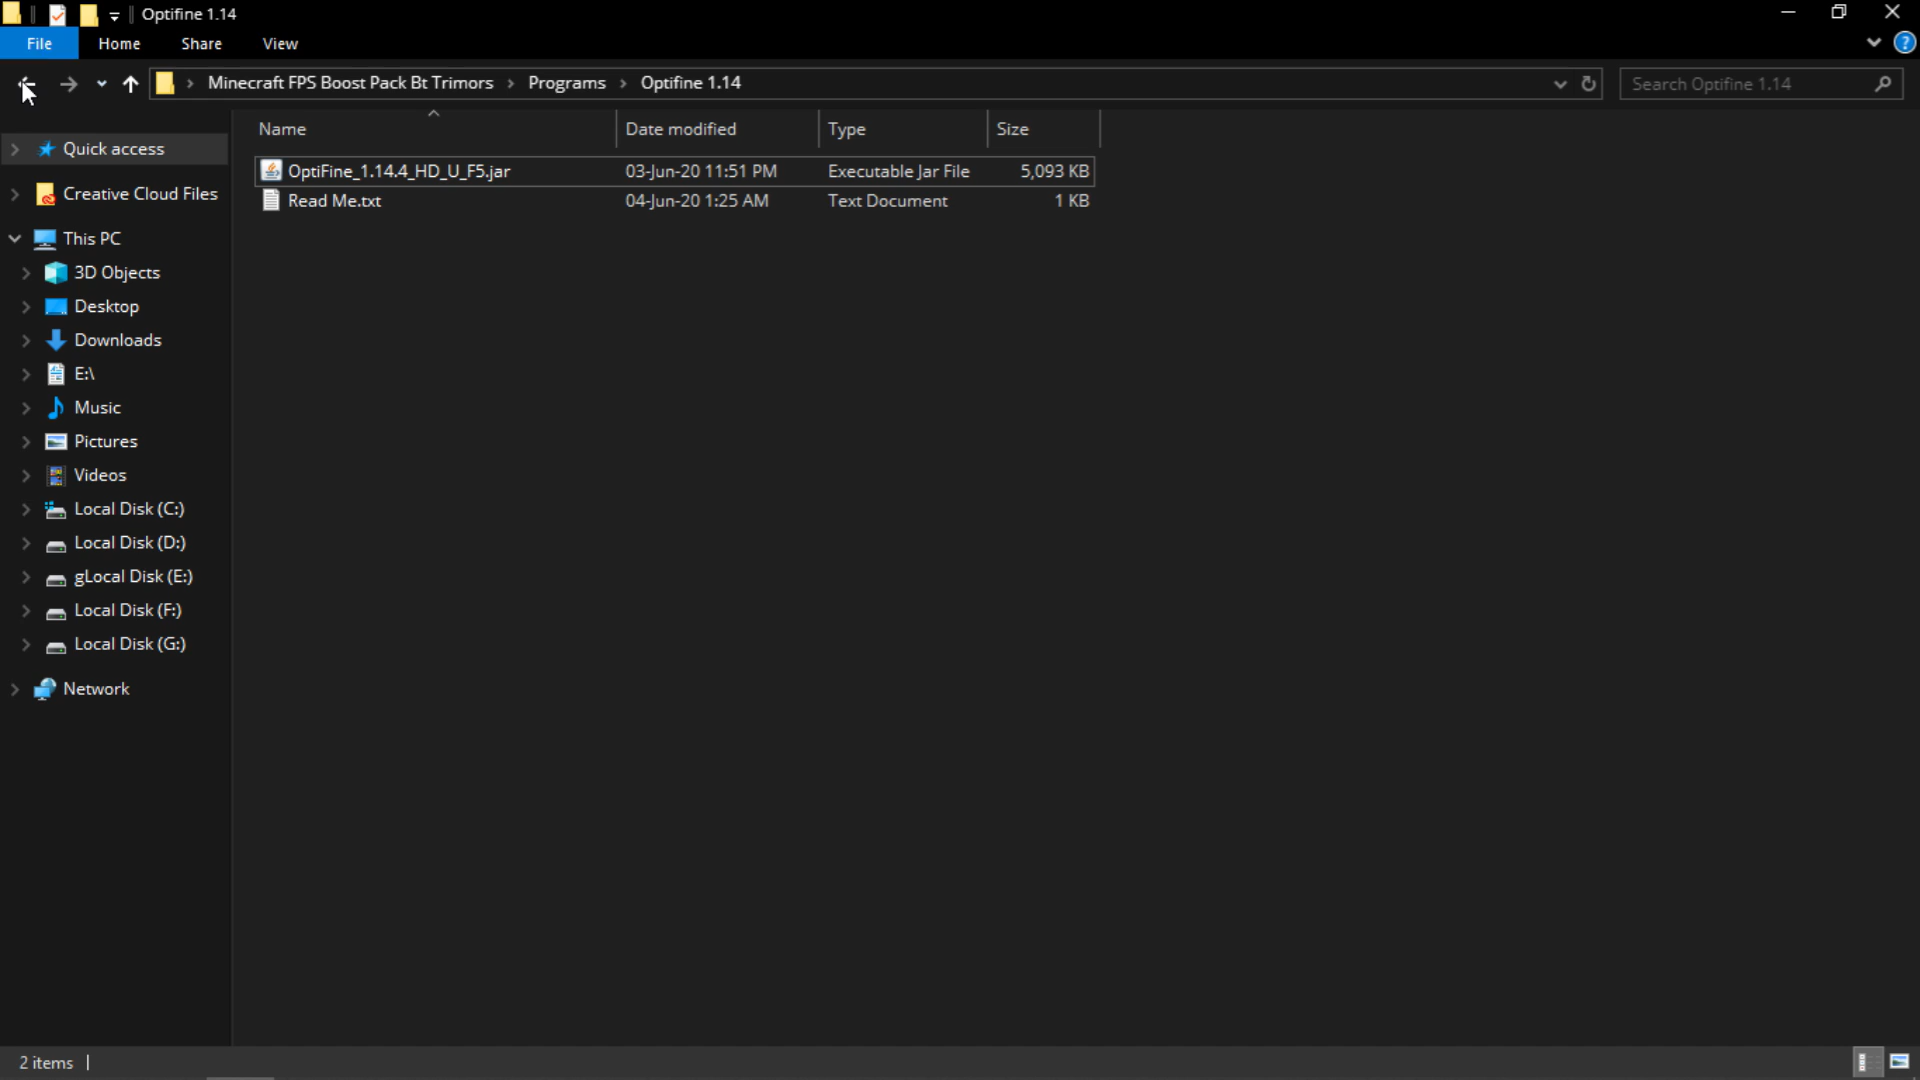 Optifine 1.14
File Home Share View
Minecraft FPS Boost Pack Bt Trimors Programs Optifine 1.14
Search Optifine 1.14
Name Date modified Type Size
OptiFine_1.14.4_HD_U_F5.jar 03-Jun-20 11:51 PM Executable Jar File 5,093 KB
Read Me.txt 04-Jun-20 1:25 AM Text Document 1 KB
Quick access
Creative Cloud Files
This PC
3D Objects
Desktop
Downloads
E:\
Music
Pictures
Videos
Local Disk (C:)
Local Disk (D:)
gLocal Disk (E:)
Local Disk (F:)
Local Disk (G:)
Network
2 items